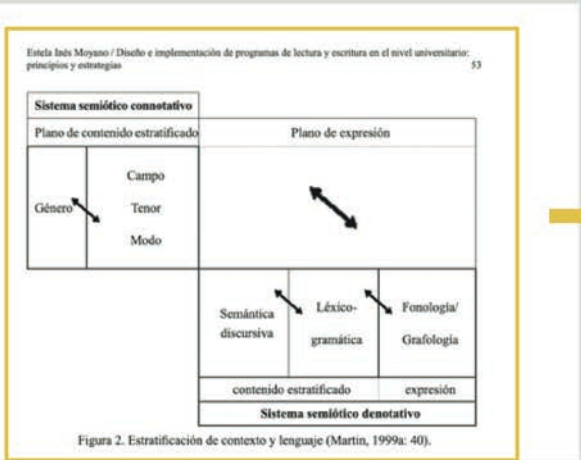 Estela Inés Moyano / Diseño e implementación de programas de lectura y escritura en el nivel universitario:
principios y estrategias 53
Sistema semiótico connotativo
Plano de contenido estratificado Plano de expresión
Campo
Género Tenor
Modo
Semántica Léxico- Fonología/
discursiva gramática Grafología
contenido estratificado expresión
Sistema semiótico denotativo
Figura 2. Estratificación de contexto y lenguaje (Martin, 1999a: 40).